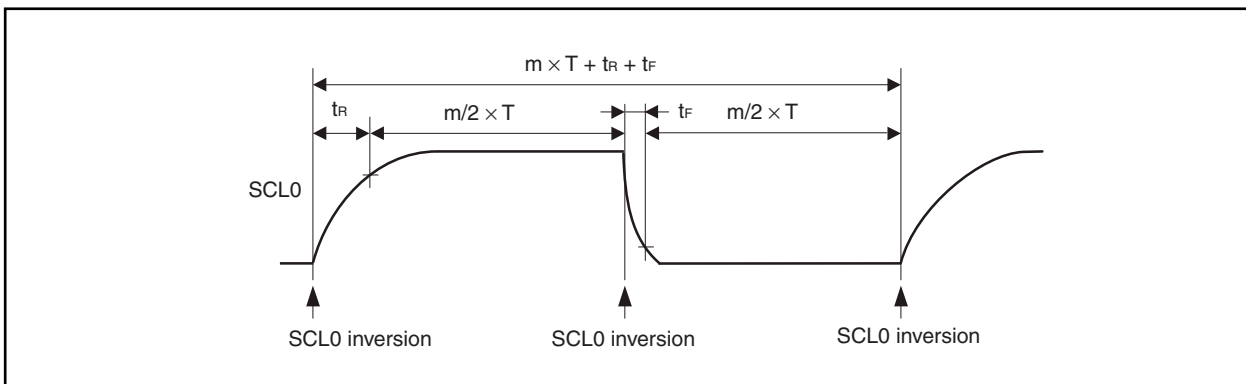 m × T + tR + tF
tR
m/2 × T
tF
m/2 × T
SCL0
SCL0 inversion
SCL0 inversion
SCL0 inversion